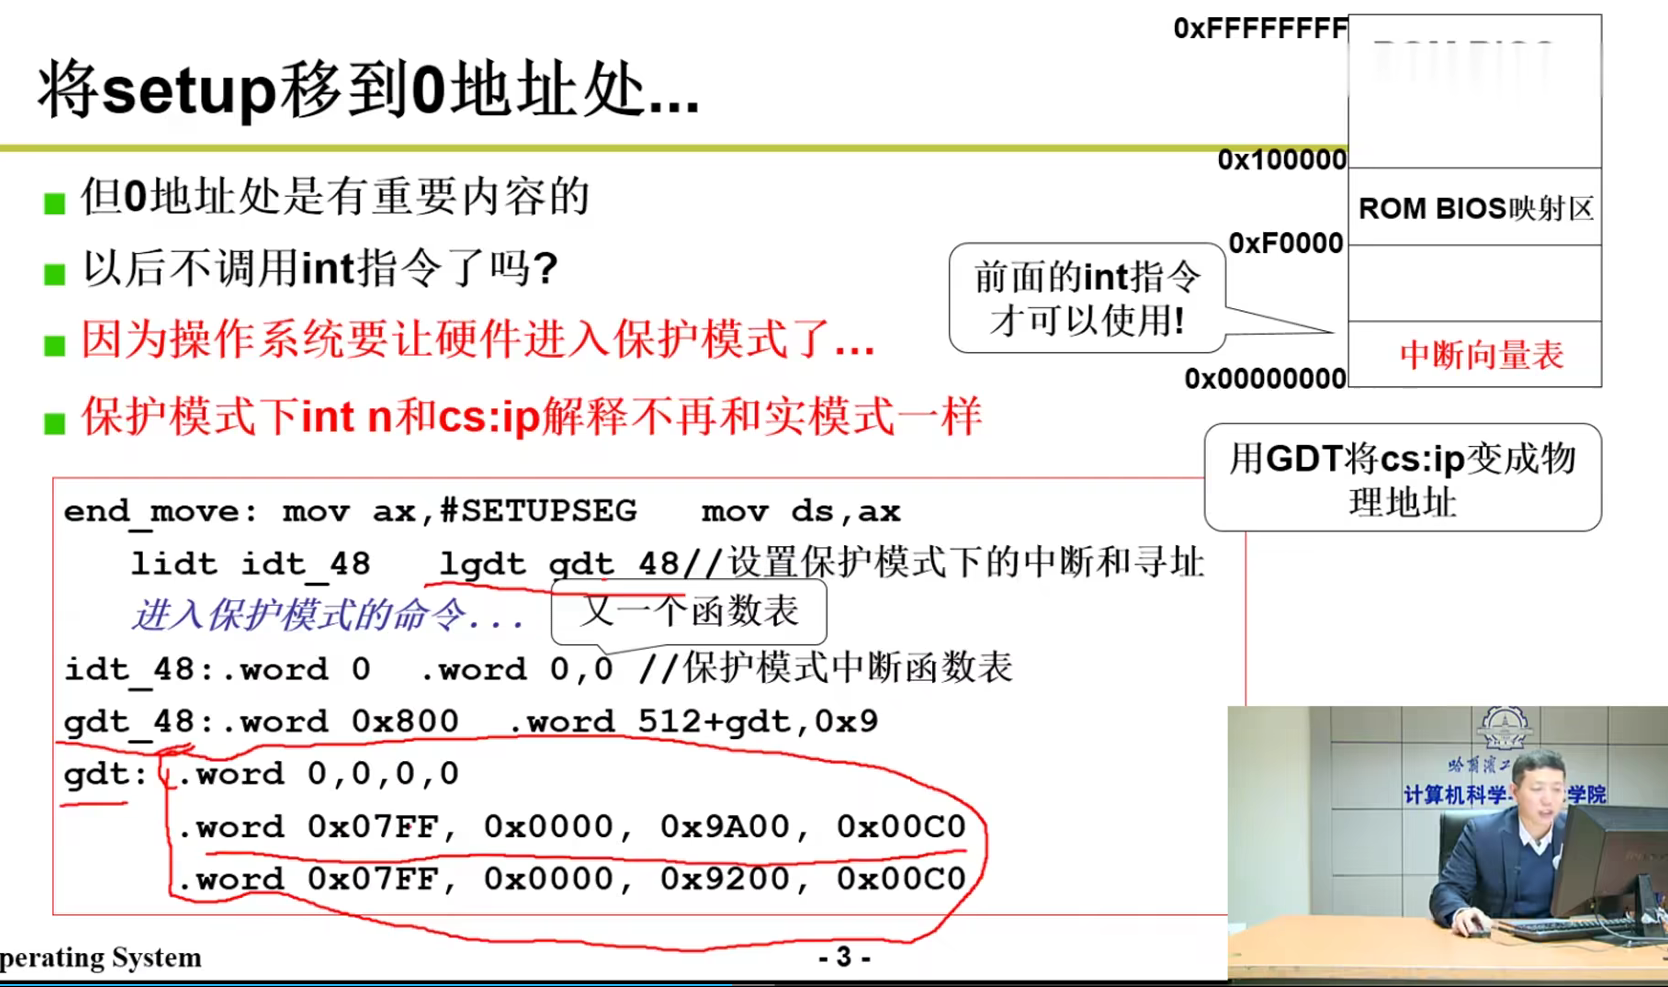 将setup移到0地址处...
但0地址处是有重要内容的
以后不调用int指令了吗?
因为操作系统要让硬件进入保护模式了...
保护模式下int n和cs:ip解释不再和实模式一样
0xFFFFFFFF
0x100000
ROM BIOS映射区
0xF0000
前面的int指令
才可以使用!
中断向量表
0x00000000
用GDT将cs:ip变成物
理地址
end_move: mov ax,#SETUPSEG mov ds,ax
lidt idt_48 lgdt gdt_48//设置保护模式下的中断和寻址
进入保护模式的命令...
又一个函数表
idt_48:.word 0 .word 0,0 //保护模式中断函数表
gdt_48:.word 0x800 .word 512+gdt,0x9
gdt: .word 0,0,0,0
.word 0x07FF, 0x0000, 0x9A00, 0x00C0
.word 0x07FF, 0x0000, 0x9200, 0x00C0
perating System
- 3 -
哈尔滨工
计算机科学
学院